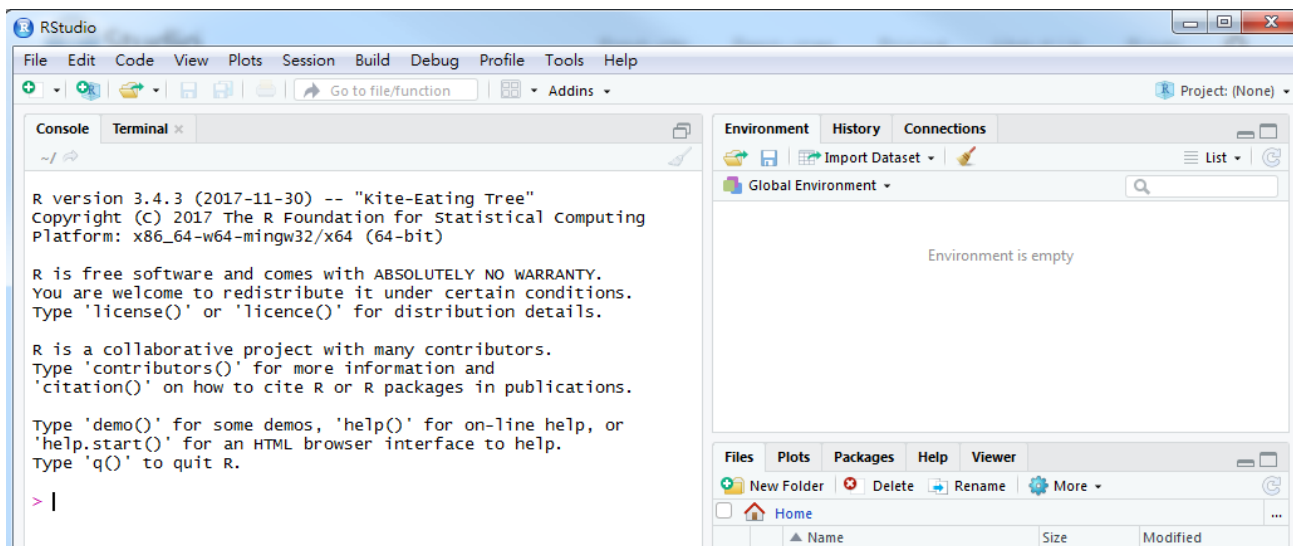 RStudio
File Edit Code View Plots Session Build Debug Profile Tools Help
Go to file/function Addins Project: (None)
Console Terminal
~/
R version 3.4.3 (2017-11-30) -- "Kite-Eating Tree"
Copyright (C) 2017 The R Foundation for Statistical Computing
Platform: x86_64-w64-mingw32/x64 (64-bit)
R is free software and comes with ABSOLUTELY NO WARRANTY.
You are welcome to redistribute it under certain conditions.
Type 'license()' or 'licence()' for distribution details.
R is a collaborative project with many contributors.
Type 'contributors()' for more information and
'citation()' on how to cite R or R packages in publications.
Type 'demo()' for some demos, 'help()' for on-line help, or
'help.start()' for an HTML browser interface to help.
Type 'q()' to quit R.
>
Environment History Connections
Import Dataset List
Global Environment
Environment is empty
Files Plots Packages Help Viewer
New Folder Delete Rename More
Home ...
Name Size Modified